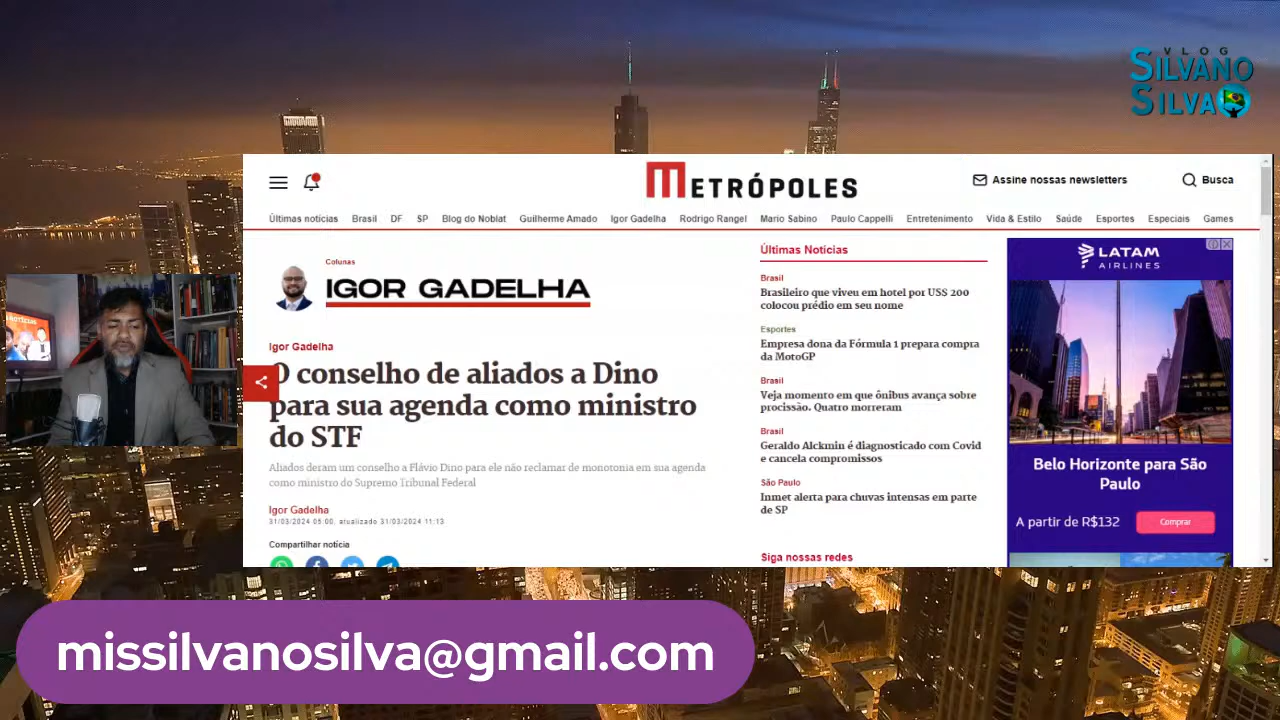 VLOG
SILVANO
SILVA
METRÓPOLES
Assine nossas newsletters
Busca
Últimas notícias Brasil DF SP Blog do Noblat Guilherme Amado Igor Gadelha Rodrigo Rangel Mario Sabino Paulo Cappelli Entretenimento Vida & Estilo Saúde Esportes Especiais Games
Colunas
IGOR GADELHA
Igor Gadelha
O conselho de aliados a Dino
para sua agenda como ministro
do STF
Aliados deram um conselho a Flávio Dino para ele não reclamar de monotonia em sua agenda
como ministro do Supremo Tribunal Federal
Igor Gadelha
31/03/2024 05:00, atualizado 31/03/2024 11:13
Compartilhar notícia
Últimas Notícias
Brasil
Brasileiro que viveu em hotel por US$ 200
colocou prédio em seu nome
Esportes
Empresa dona da Fórmula 1 prepara compra
da MotoGP
Brasil
Veja momento em que ônibus avança sobre
procissão. Quatro morreram
Brasil
Geraldo Alckmin é diagnosticado com Covid
e cancela compromissos
São Paulo
Inmet alerta para chuvas intensas em parte
de SP
Siga nossas redes
LATAM
AIRLINES
Belo Horizonte para São
Paulo
A partir de R$132
Comprar
missilvanosilva@gmail.com